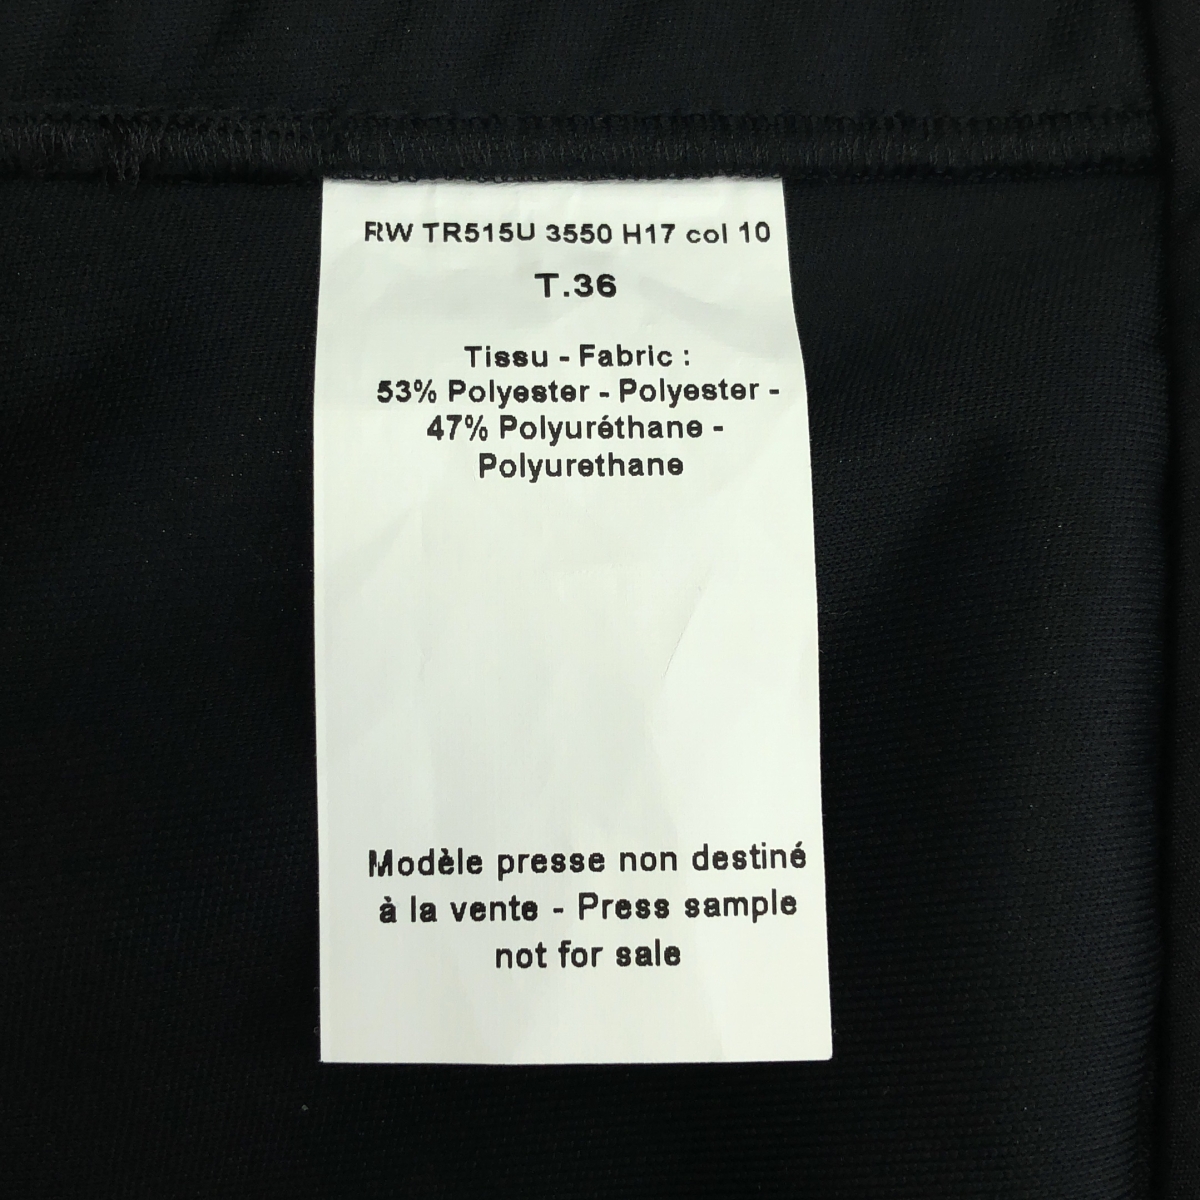 RW TR515U 3550 H17 col 10
T.36
Tissu - Fabric :
53% Polyester - Polyester -
47% Polyuréthane -
Polyurethane
Modèle presse non destiné
à la vente - Press sample
not for sale